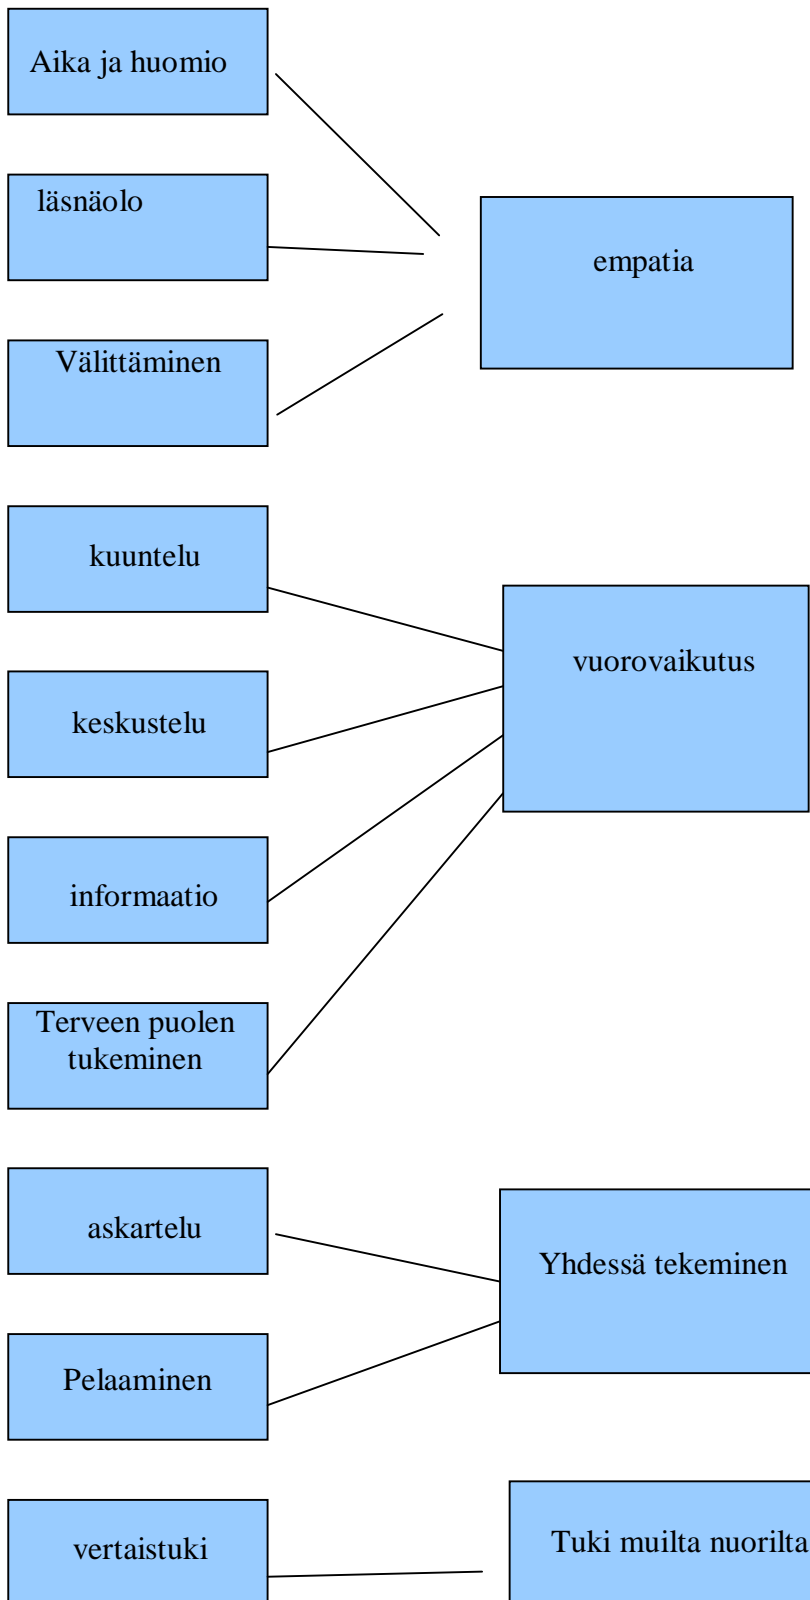 Aika ja huomio
läsnäolo
Välittäminen
empatia
kuuntelu
keskustelu
informaatio
Terveen puolen
tukeminen
vuorovaikutus
askartelu
Pelaaminen
Yhdessä tekeminen
vertaistuki
Tuki muilta nuorilta